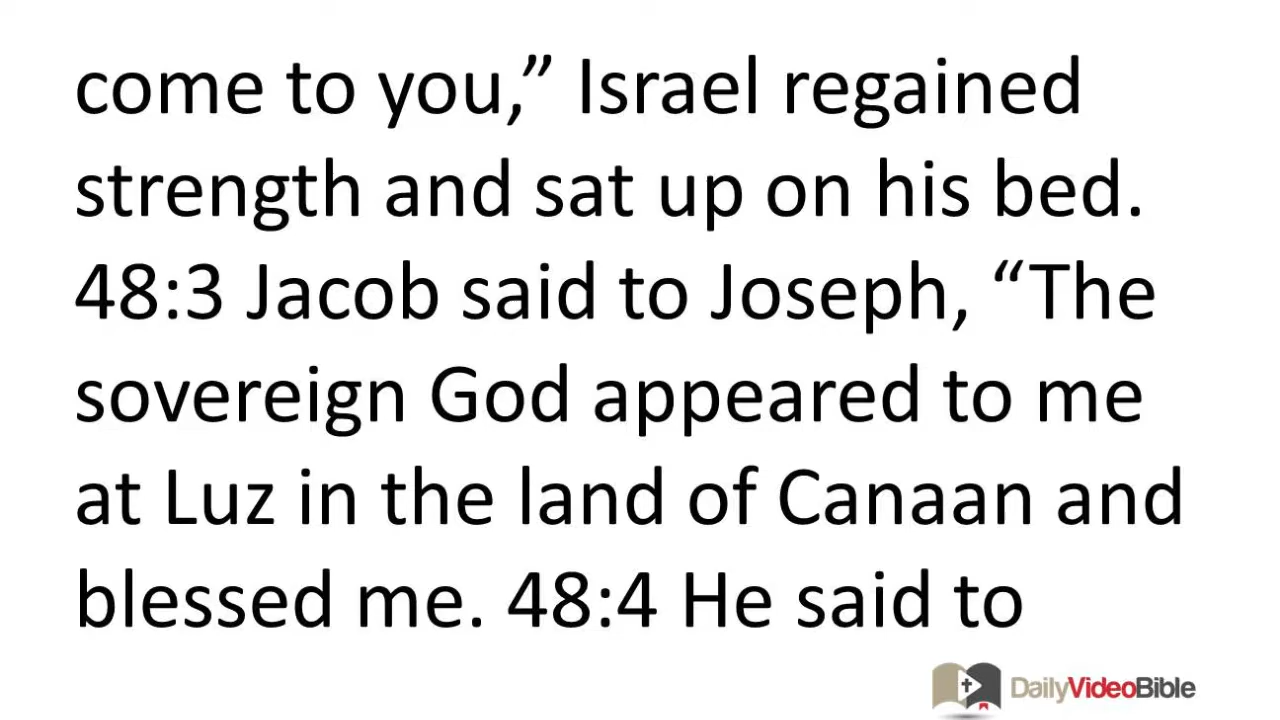 come to you,” Israel regained
strength and sat up on his bed.
48:3 Jacob said to Joseph, “The
sovereign God appeared to me
at Luz in the land of Canaan and
blessed me. 48:4 He said to
DailyVideoBible